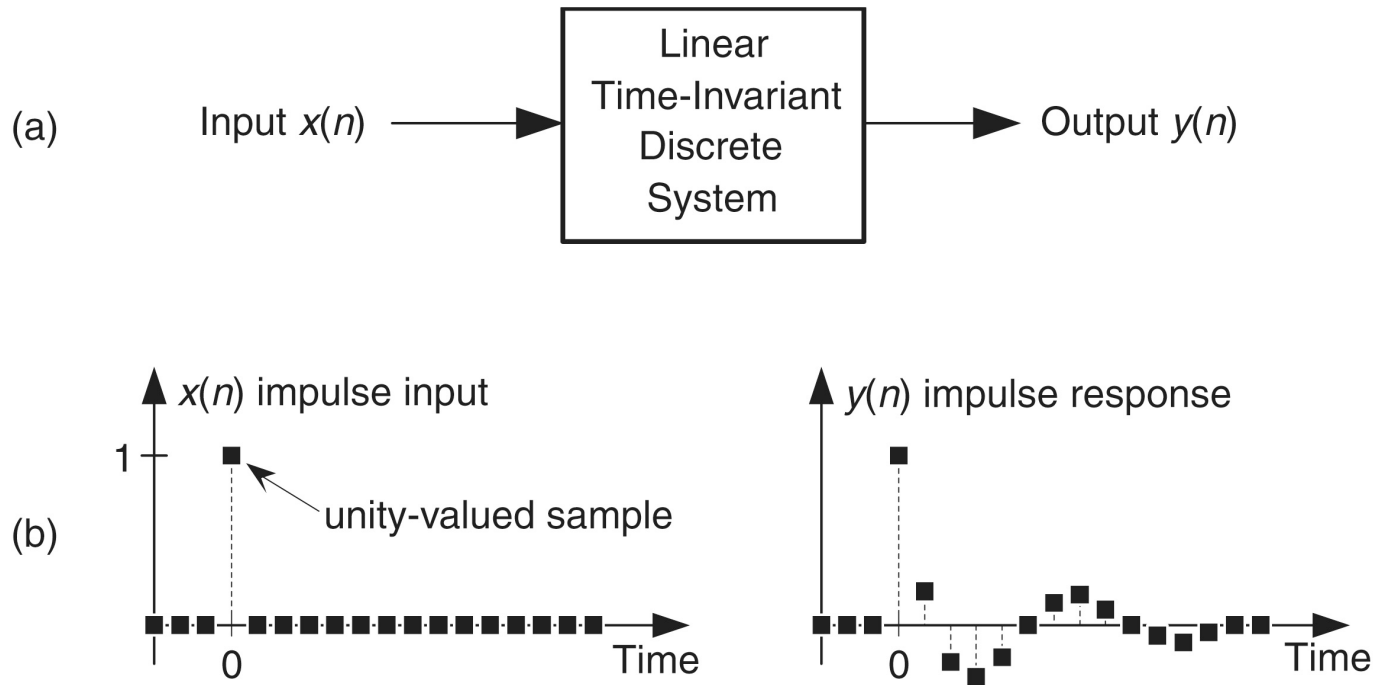 (a)
Input x(n)
Linear
Time-Invariant
Discrete
System
Output y(n)
(b)
x(n) impulse input
1
unity-valued sample
0
Time
y(n) impulse response
0
Time